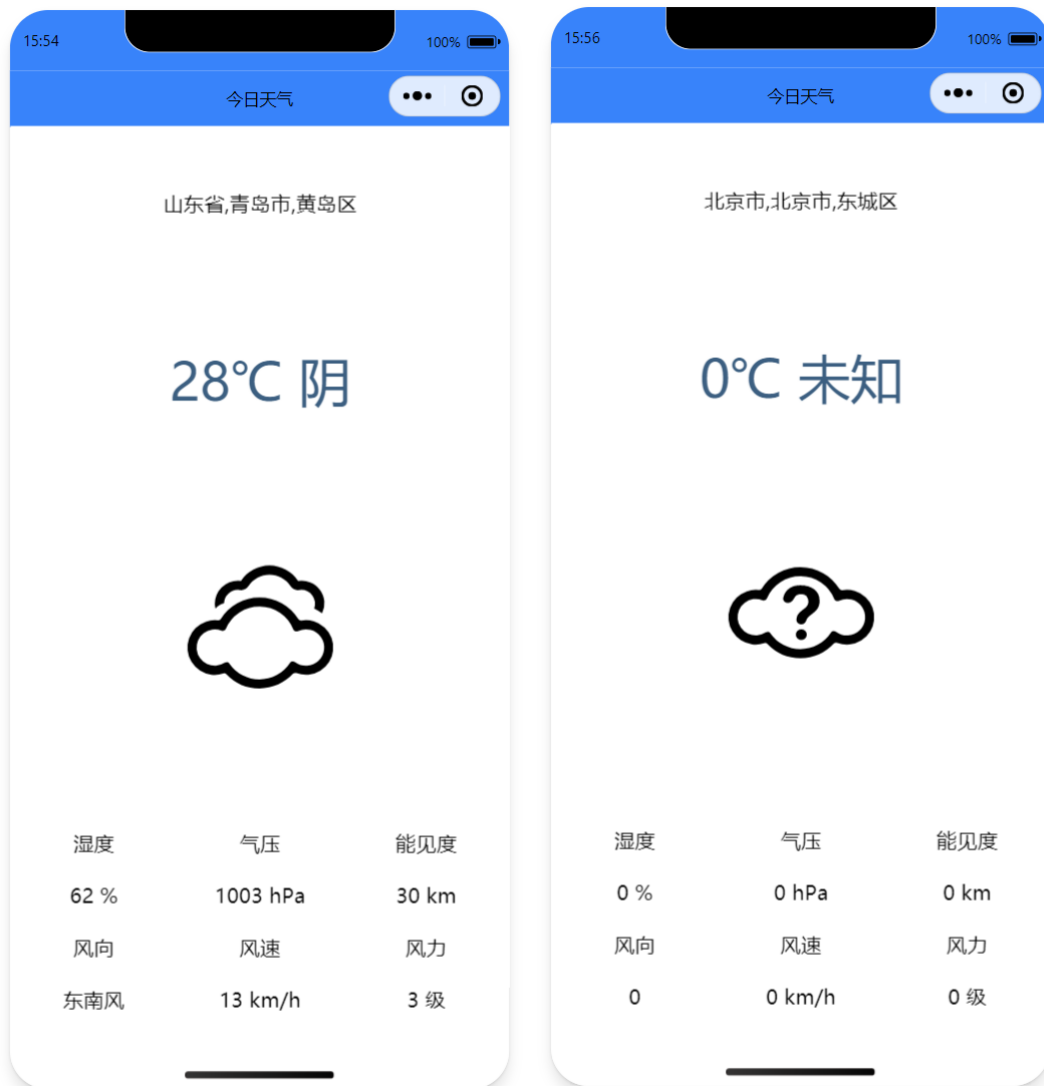 15:54
100%
今日天气
山东省,青岛市,黄岛区
28℃ 阴
湿度 气压 能见度
62 % 1003 hPa 30 km
风向 风速 风力
东南风 13 km/h 3 级
15:56
100%
今日天气
北京市,北京市,东城区
0℃ 未知
?
湿度 气压 能见度
0 % 0 hPa 0 km
风向 风速 风力
0 0 km/h 0 级